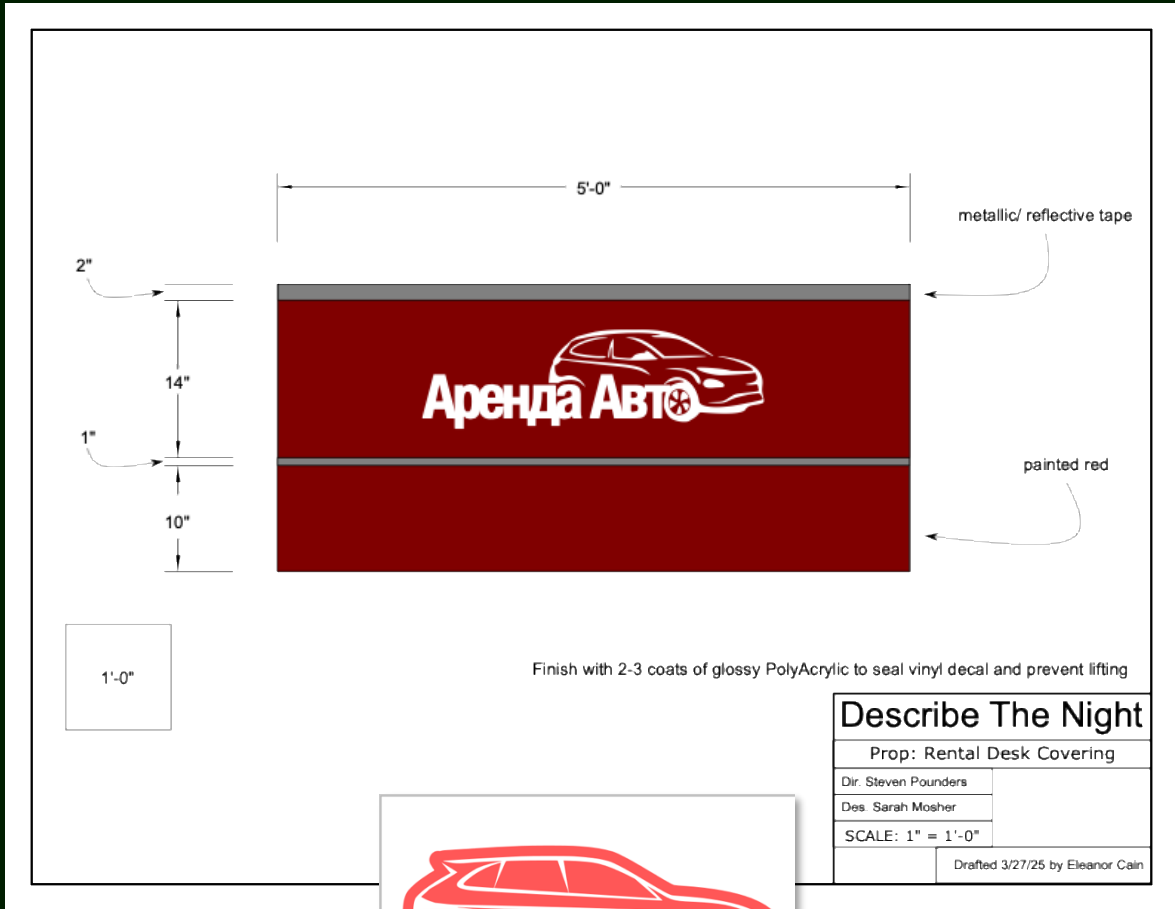 5'-0"
metallic/ reflective tape
2"
14"
Аренда Авто
1"
painted red
10"
1'-0"
Finish with 2-3 coats of glossy PolyAcrylic to seal vinyl decal and prevent lifting
Describe The Night
Prop: Rental Desk Covering
Dir. Steven Pounders
Des. Sarah Mosher
SCALE: 1" = 1'-0"
Drafted 3/27/25 by Eleanor Cain